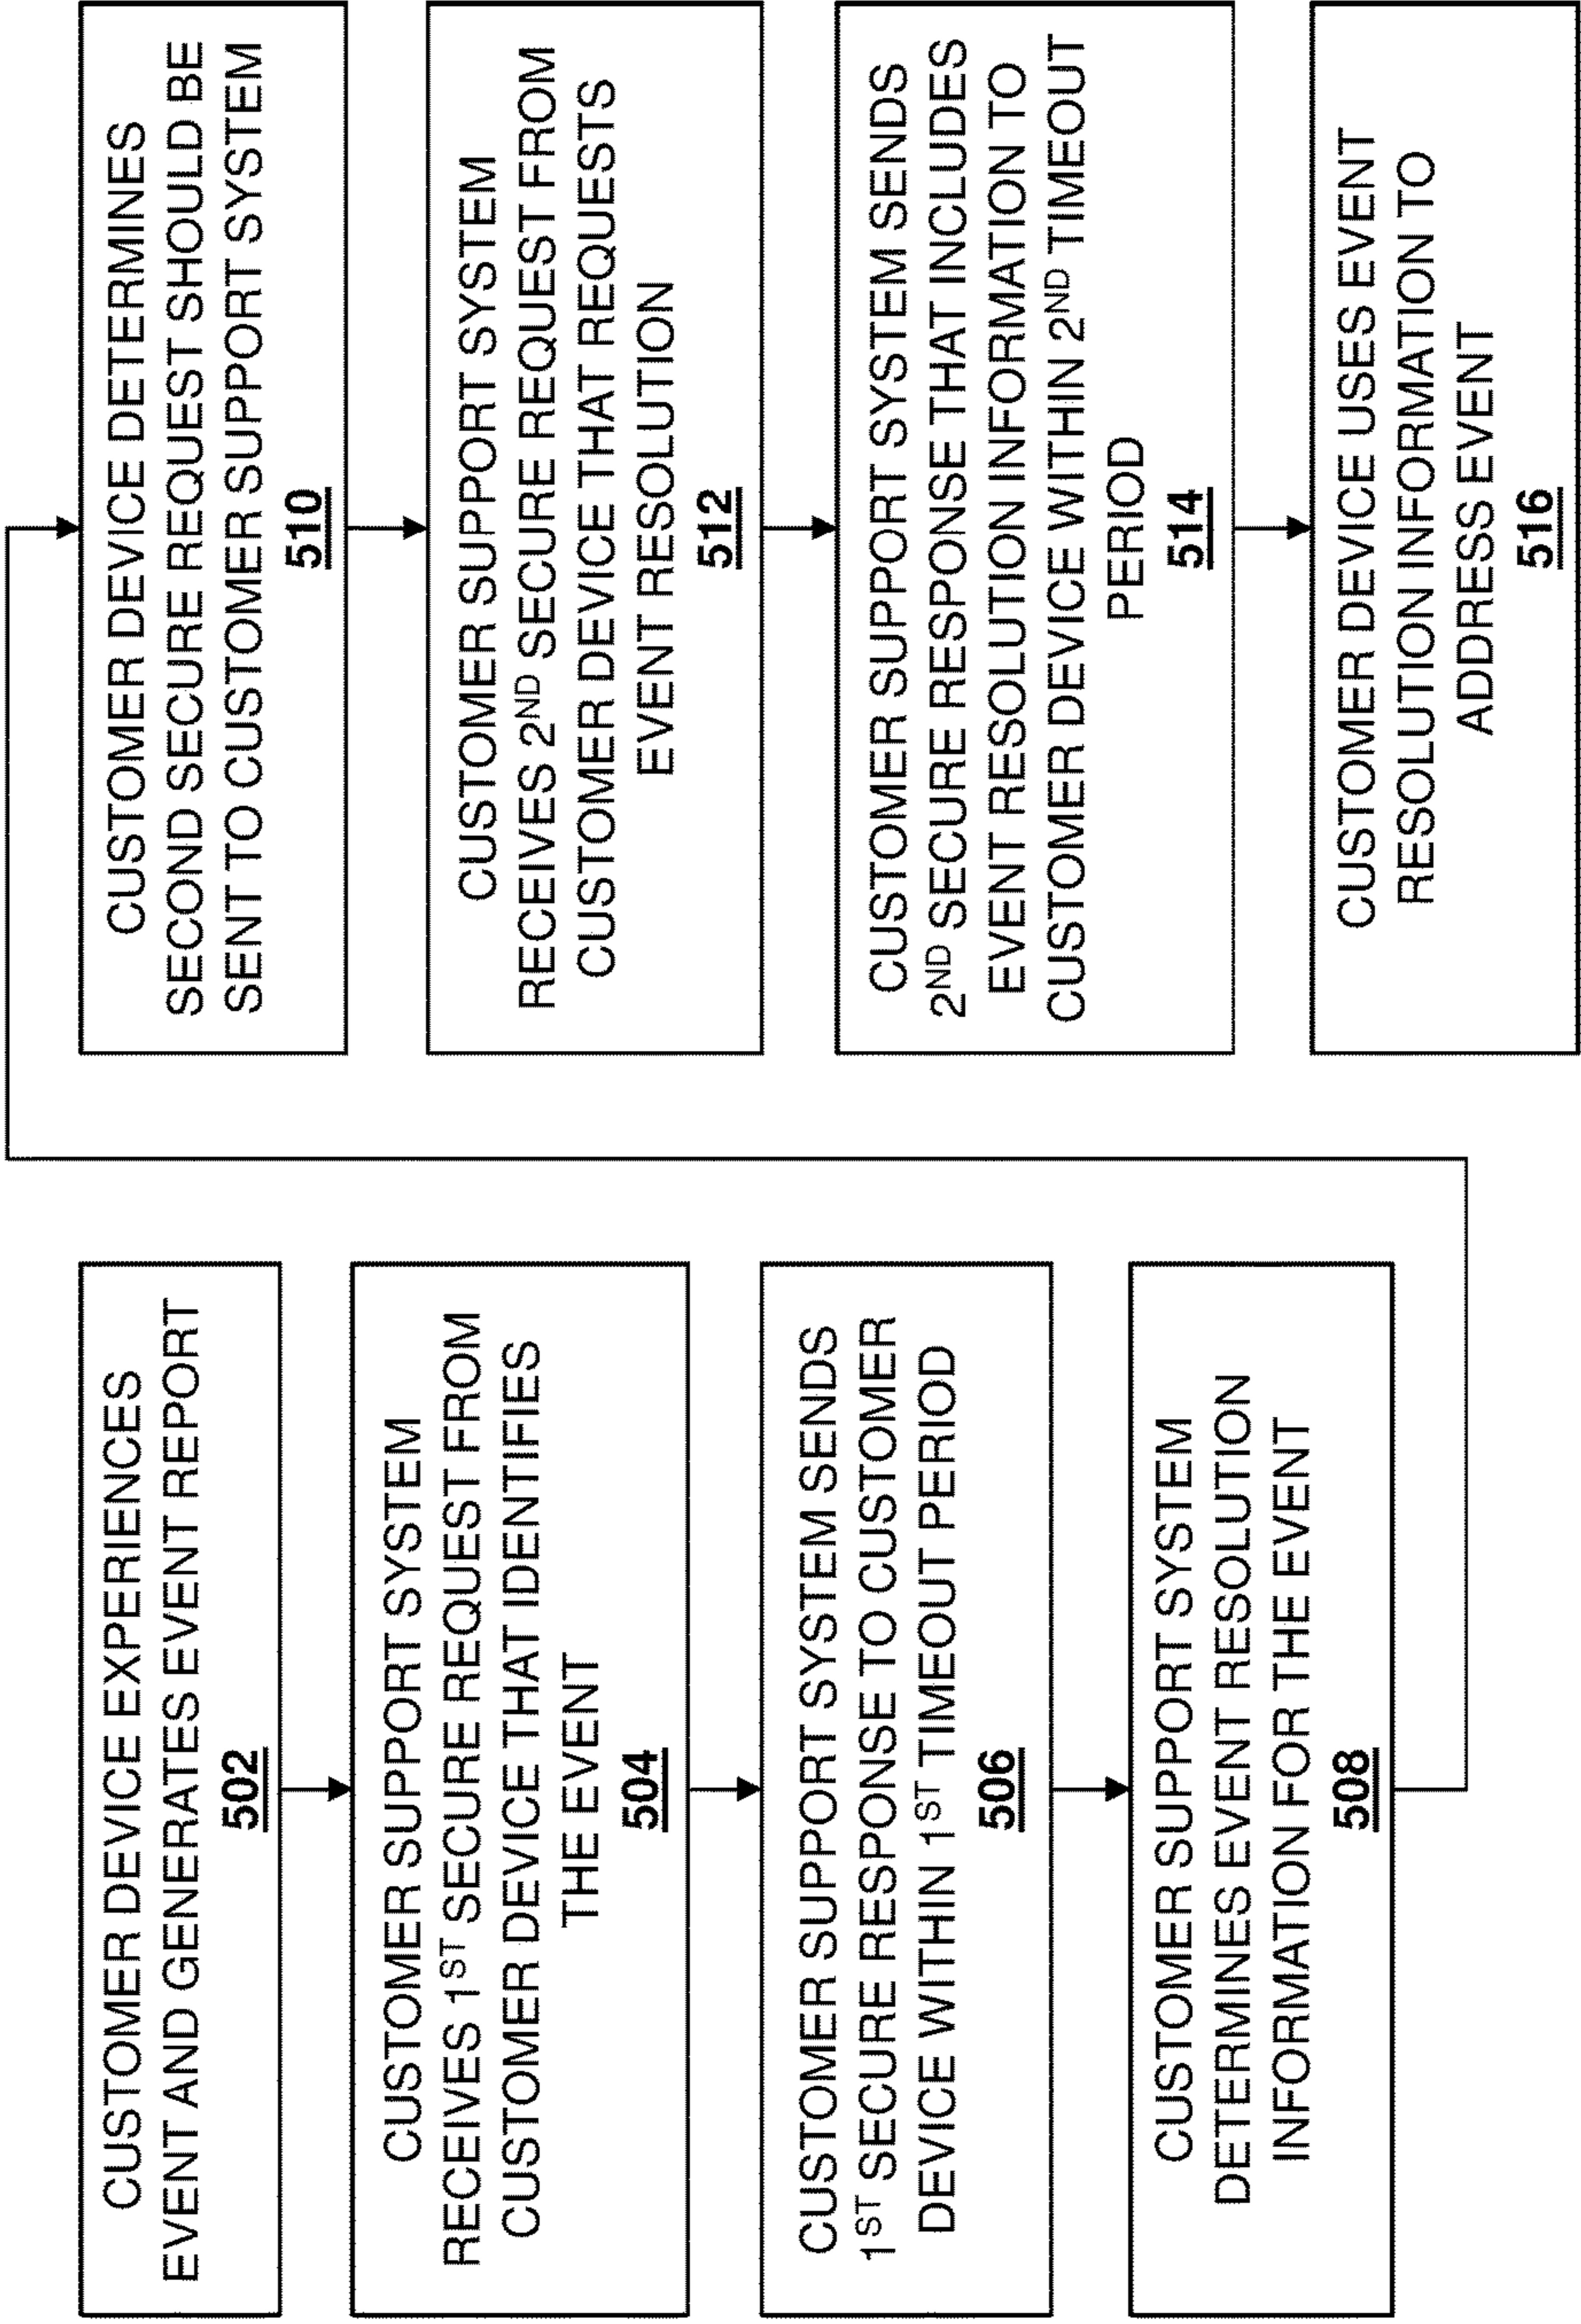 CUSTOMER DEVICE EXPERIENCES
EVENT AND GENERATES EVENT REPORT
502
CUSTOMER SUPPORT SYSTEM
RECEIVES 1ST SECURE REQUEST FROM
CUSTOMER DEVICE THAT IDENTIFIES
THE EVENT
504
CUSTOMER SUPPORT SYSTEM SENDS
1ST SECURE RESPONSE TO CUSTOMER
DEVICE WITHIN 1ST TIMEOUT PERIOD
506
CUSTOMER SUPPORT SYSTEM
DETERMINES EVENT RESOLUTION
INFORMATION FOR THE EVENT
508
CUSTOMER DEVICE DETERMINES
SECOND SECURE REQUEST SHOULD BE
SENT TO CUSTOMER SUPPORT SYSTEM
510
CUSTOMER SUPPORT SYSTEM
RECEIVES 2ND SECURE REQUEST FROM
CUSTOMER DEVICE THAT REQUESTS
EVENT RESOLUTION
512
CUSTOMER SUPPORT SYSTEM SENDS
2ND SECURE RESPONSE THAT INCLUDES
EVENT RESOLUTION INFORMATION TO
CUSTOMER DEVICE WITHIN 2ND TIMEOUT
PERIOD
514
CUSTOMER DEVICE USES EVENT
RESOLUTION INFORMATION TO
ADDRESS EVENT
516